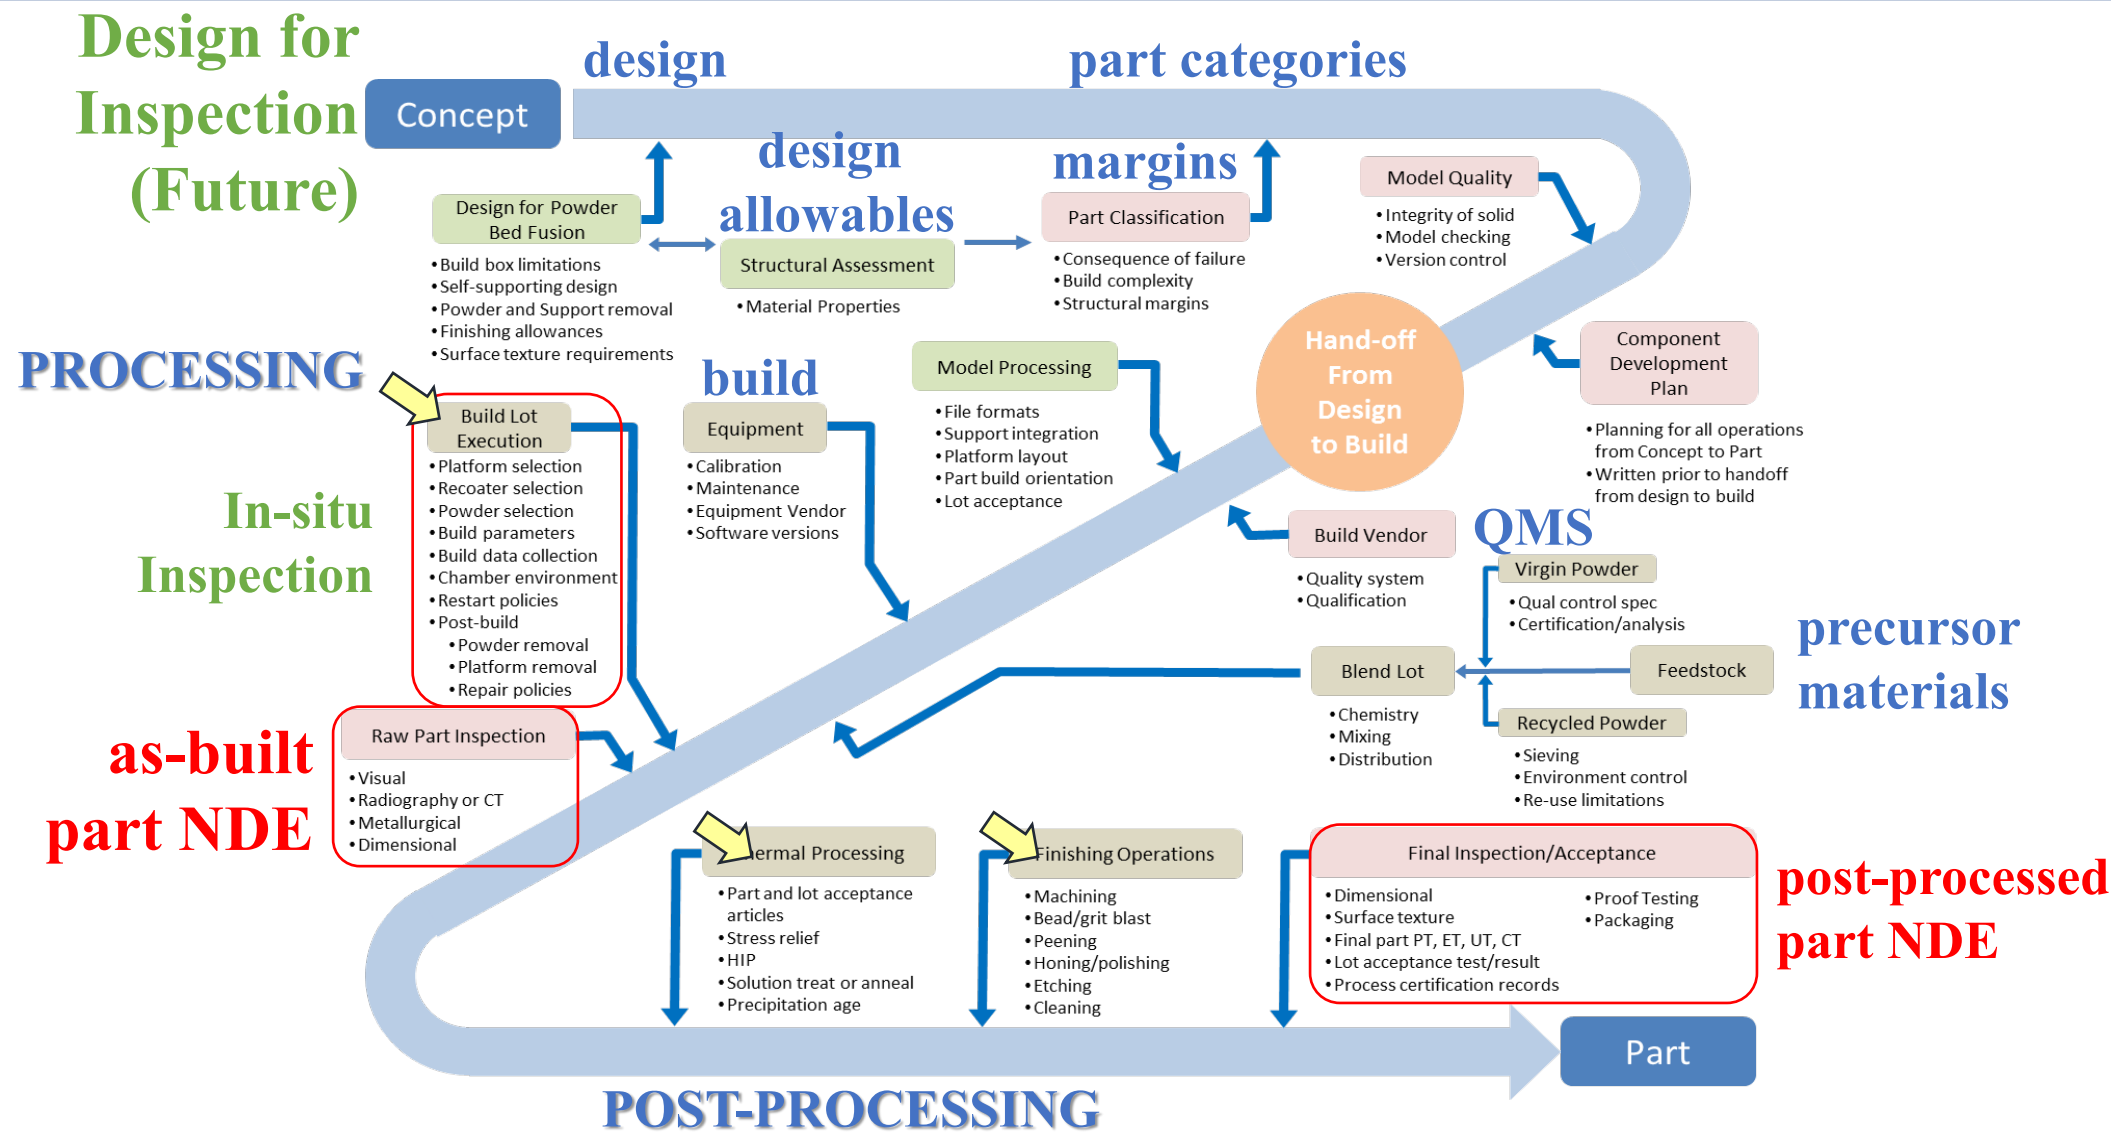 Design for
Inspection
(Future)
Concept
design
part categories
design
allowables
margins
Design for Powder
Bed Fusion
•Build box limitations
•Self-supporting design
•Powder and Support removal
•Finishing allowances
•Surface texture requirements
Structural Assessment
•Material Properties
Part Classification
•Consequence of failure
•Build complexity
•Structural margins
Model Quality
•Integrity of solid
•Model checking
•Version control
Hand-off
From
Design
to Build
Component
Development
Plan
•Planning for all operations
from Concept to Part
•Written prior to handoff
from design to build
PROCESSING
Build Lot
Execution
•Platform selection
•Recoater selection
•Powder selection
•Build parameters
•Build data collection
•Chamber environment
•Restart policies
•Post-build
•Powder removal
•Platform removal
•Repair policies
In-situ
Inspection
build
Equipment
•Calibration
•Maintenance
•Equipment Vendor
•Software versions
Model Processing
•File formats
•Support integration
•Platform layout
•Part build orientation
•Lot acceptance
Build Vendor
•Quality system
•Qualification
QMS
Virgin Powder
•Qual control spec
•Certification/analysis
Blend Lot
•Chemistry
•Mixing
•Distribution
Feedstock
precursor
materials
Recycled Powder
•Sieving
•Environment control
•Re-use limitations
as-built
part NDE
Raw Part Inspection
•Visual
•Radiography or CT
•Metallurgical
•Dimensional
hermal Processing
•Part and lot acceptance
articles
•Stress relief
•HIP
•Solution treat or anneal
•Precipitation age
Finishing Operations
•Machining
•Bead/grit blast
•Peening
•Honing/polishing
•Etching
•Cleaning
Final Inspection/Acceptance
•Dimensional
•Surface texture
•Final part PT, ET, UT, CT
•Lot acceptance test/result
•Process certification records
•Proof Testing
•Packaging
post-processed
part NDE
Part
POST-PROCESSING